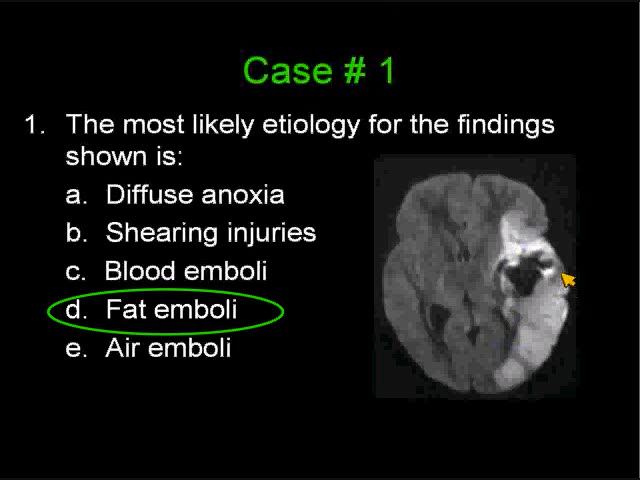 Case # 1
1. The most likely etiology for the findings
shown is:
a. Diffuse anoxia
b. Shearing injuries
c. Blood emboli
d. Fat emboli
e. Air emboli